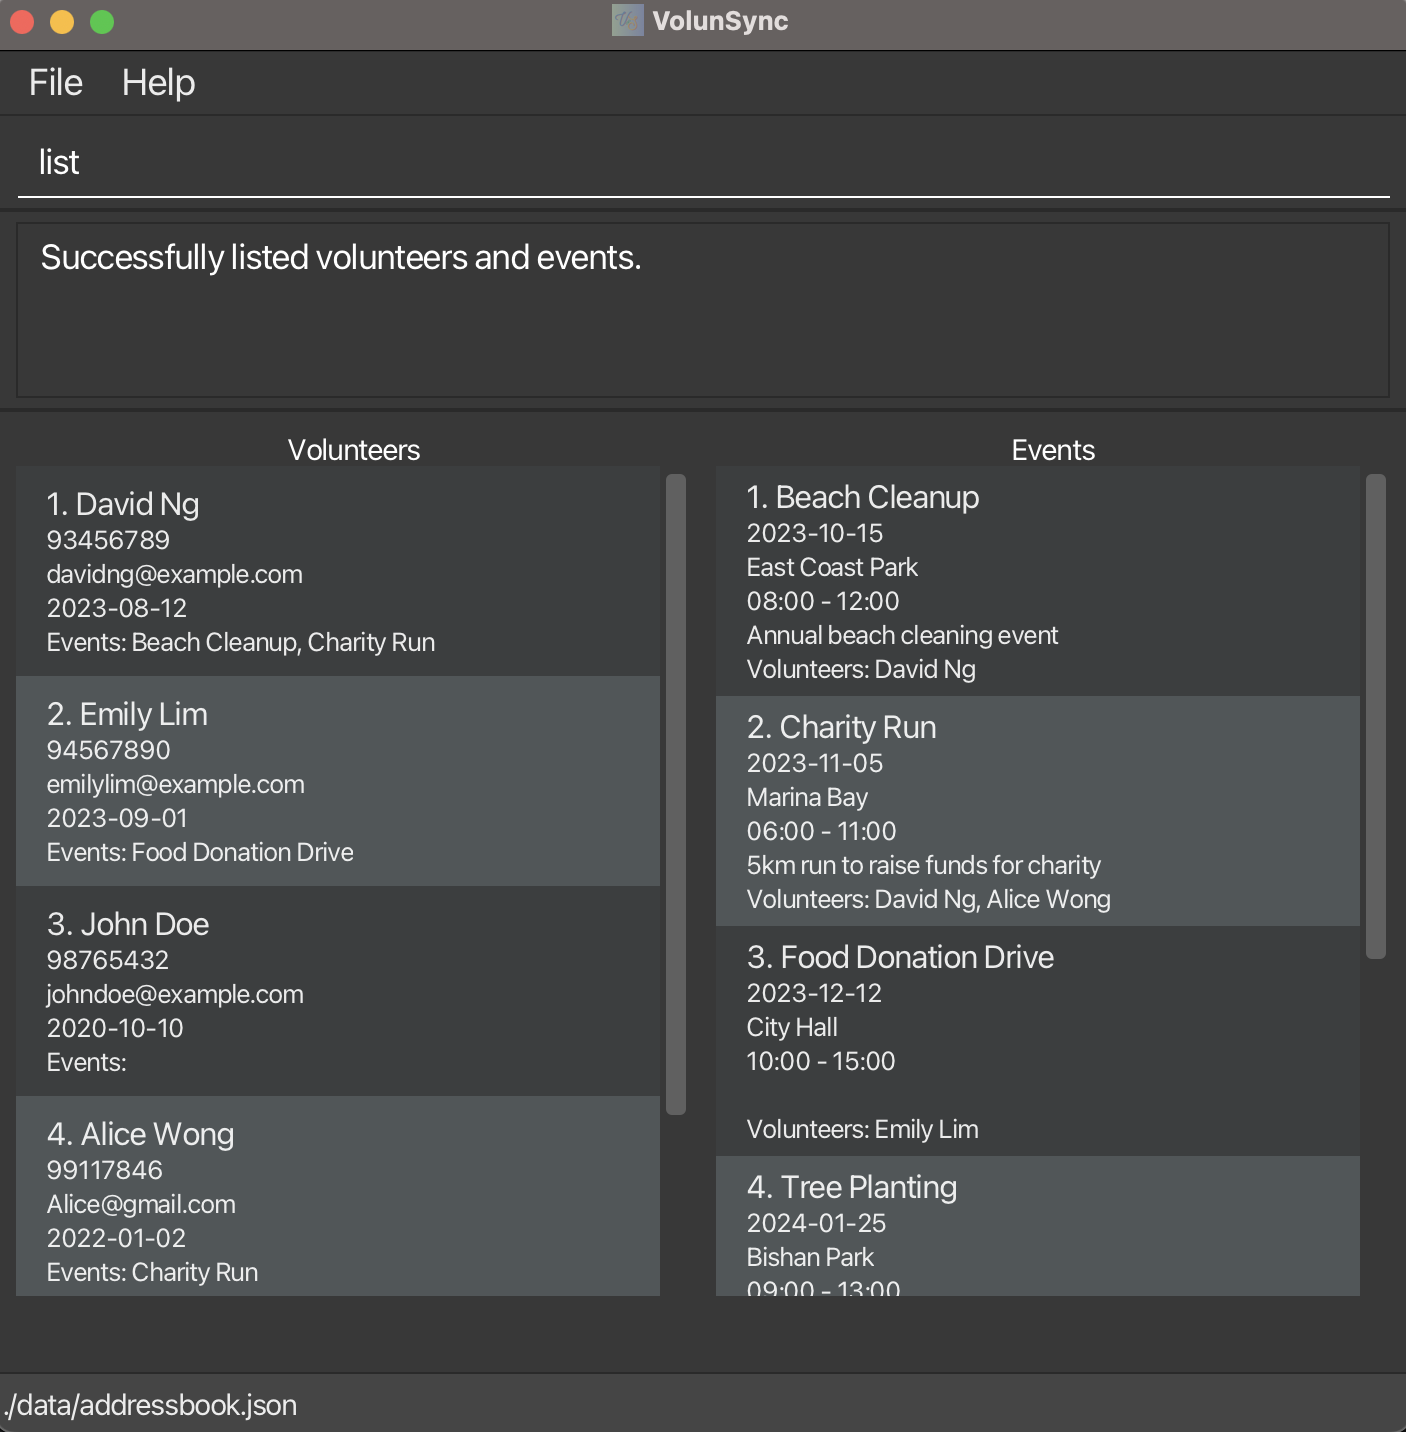 VolunSync
File Help
list
Successfully listed volunteers and events.
Volunteers
1. David Ng
93456789
davidng@example.com
2023-08-12
Events: Beach Cleanup, Charity Run
2. Emily Lim
94567890
emilylim@example.com
2023-09-01
Events: Food Donation Drive
3. John Doe
98765432
johndoe@example.com
2020-10-10
Events:
4. Alice Wong
99117846
Alice@gmail.com
2022-01-02
Events: Charity Run
Events
1. Beach Cleanup
2023-10-15
East Coast Park
08:00 - 12:00
Annual beach cleaning event
Volunteers: David Ng
2. Charity Run
2023-11-05
Marina Bay
06:00 - 11:00
5km run to raise funds for charity
Volunteers: David Ng, Alice Wong
3. Food Donation Drive
2023-12-12
City Hall
10:00 - 15:00
Volunteers: Emily Lim
4. Tree Planting
2024-01-25
Bishan Park
09:00 - 13:00
./data/addressbook.json